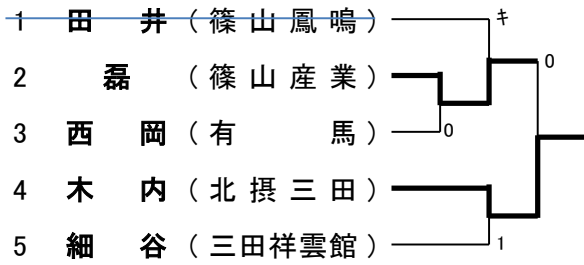 1 田 井 ( 篠 山 鳳 鳴 ) キ
0
2 磊 ( 篠 山 産 業 )
3 西 岡 ( 有 馬 ) 0
4 木 内 ( 北 摂 三 田 )
5 細 谷 ( 三 田 祥 雲 館 ) 1